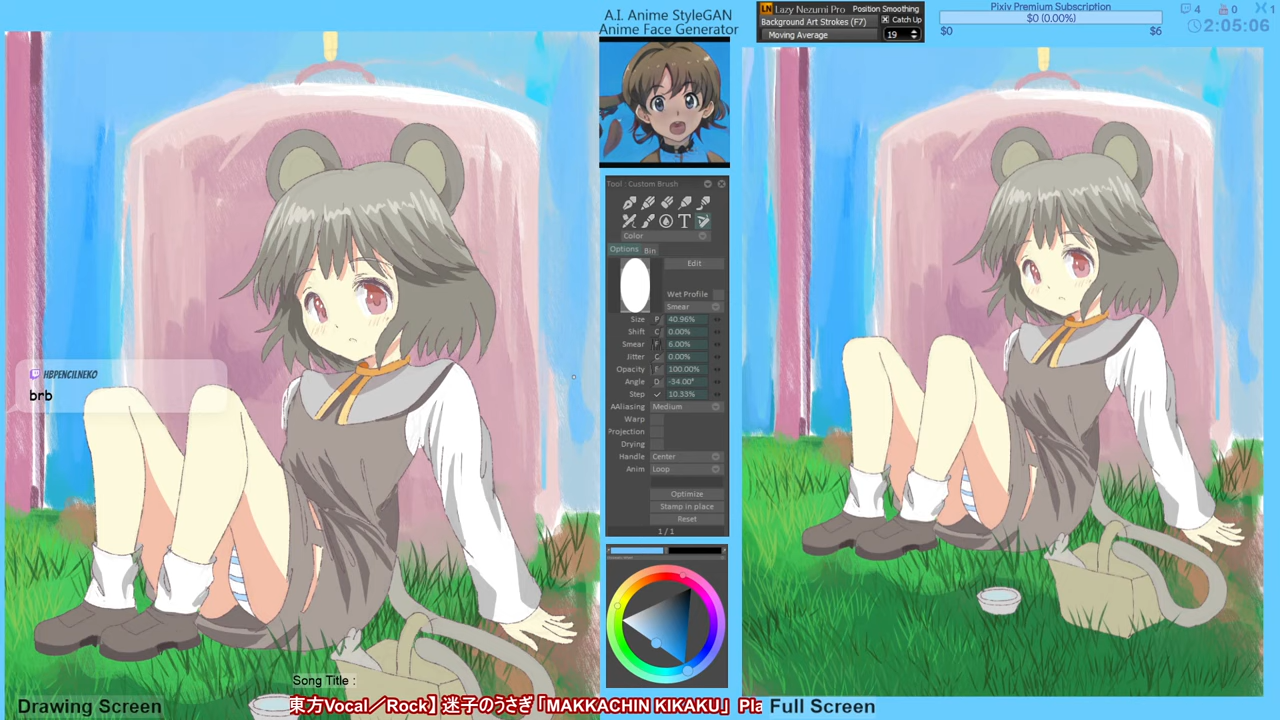 A.I. Anime StyleGAN
Anime Face Generator
Lazy Nezumi Pro
Position Smoothing
Background Art Strokes (F7)
Catch Up
Moving Average
19
Pixiv Premium Subscription
$0 (0.00%)
$0
$6
4
0
1
2:05:06
Tool : Custom Brush
Color
Options
Bin
Edit
Wet Profile
Smear
Size P 40.96%
Shift C 0.00%
Smear P 6.00%
Jitter C 0.00%
Opacity 100.00%
Angle D -34.00°
Step 10.33%
AAliasing Medium
Warp
Projection
Drying
Handle Center
Anim Loop
Optimize
Stamp in place
Reset
1 / 1
HBPENCILNEKO
brb
Song Title :
東方Vocal／Rock】 迷子のうさぎ 「MAKKACHIN KIKAKU」 Pla
Drawing Screen
Full Screen